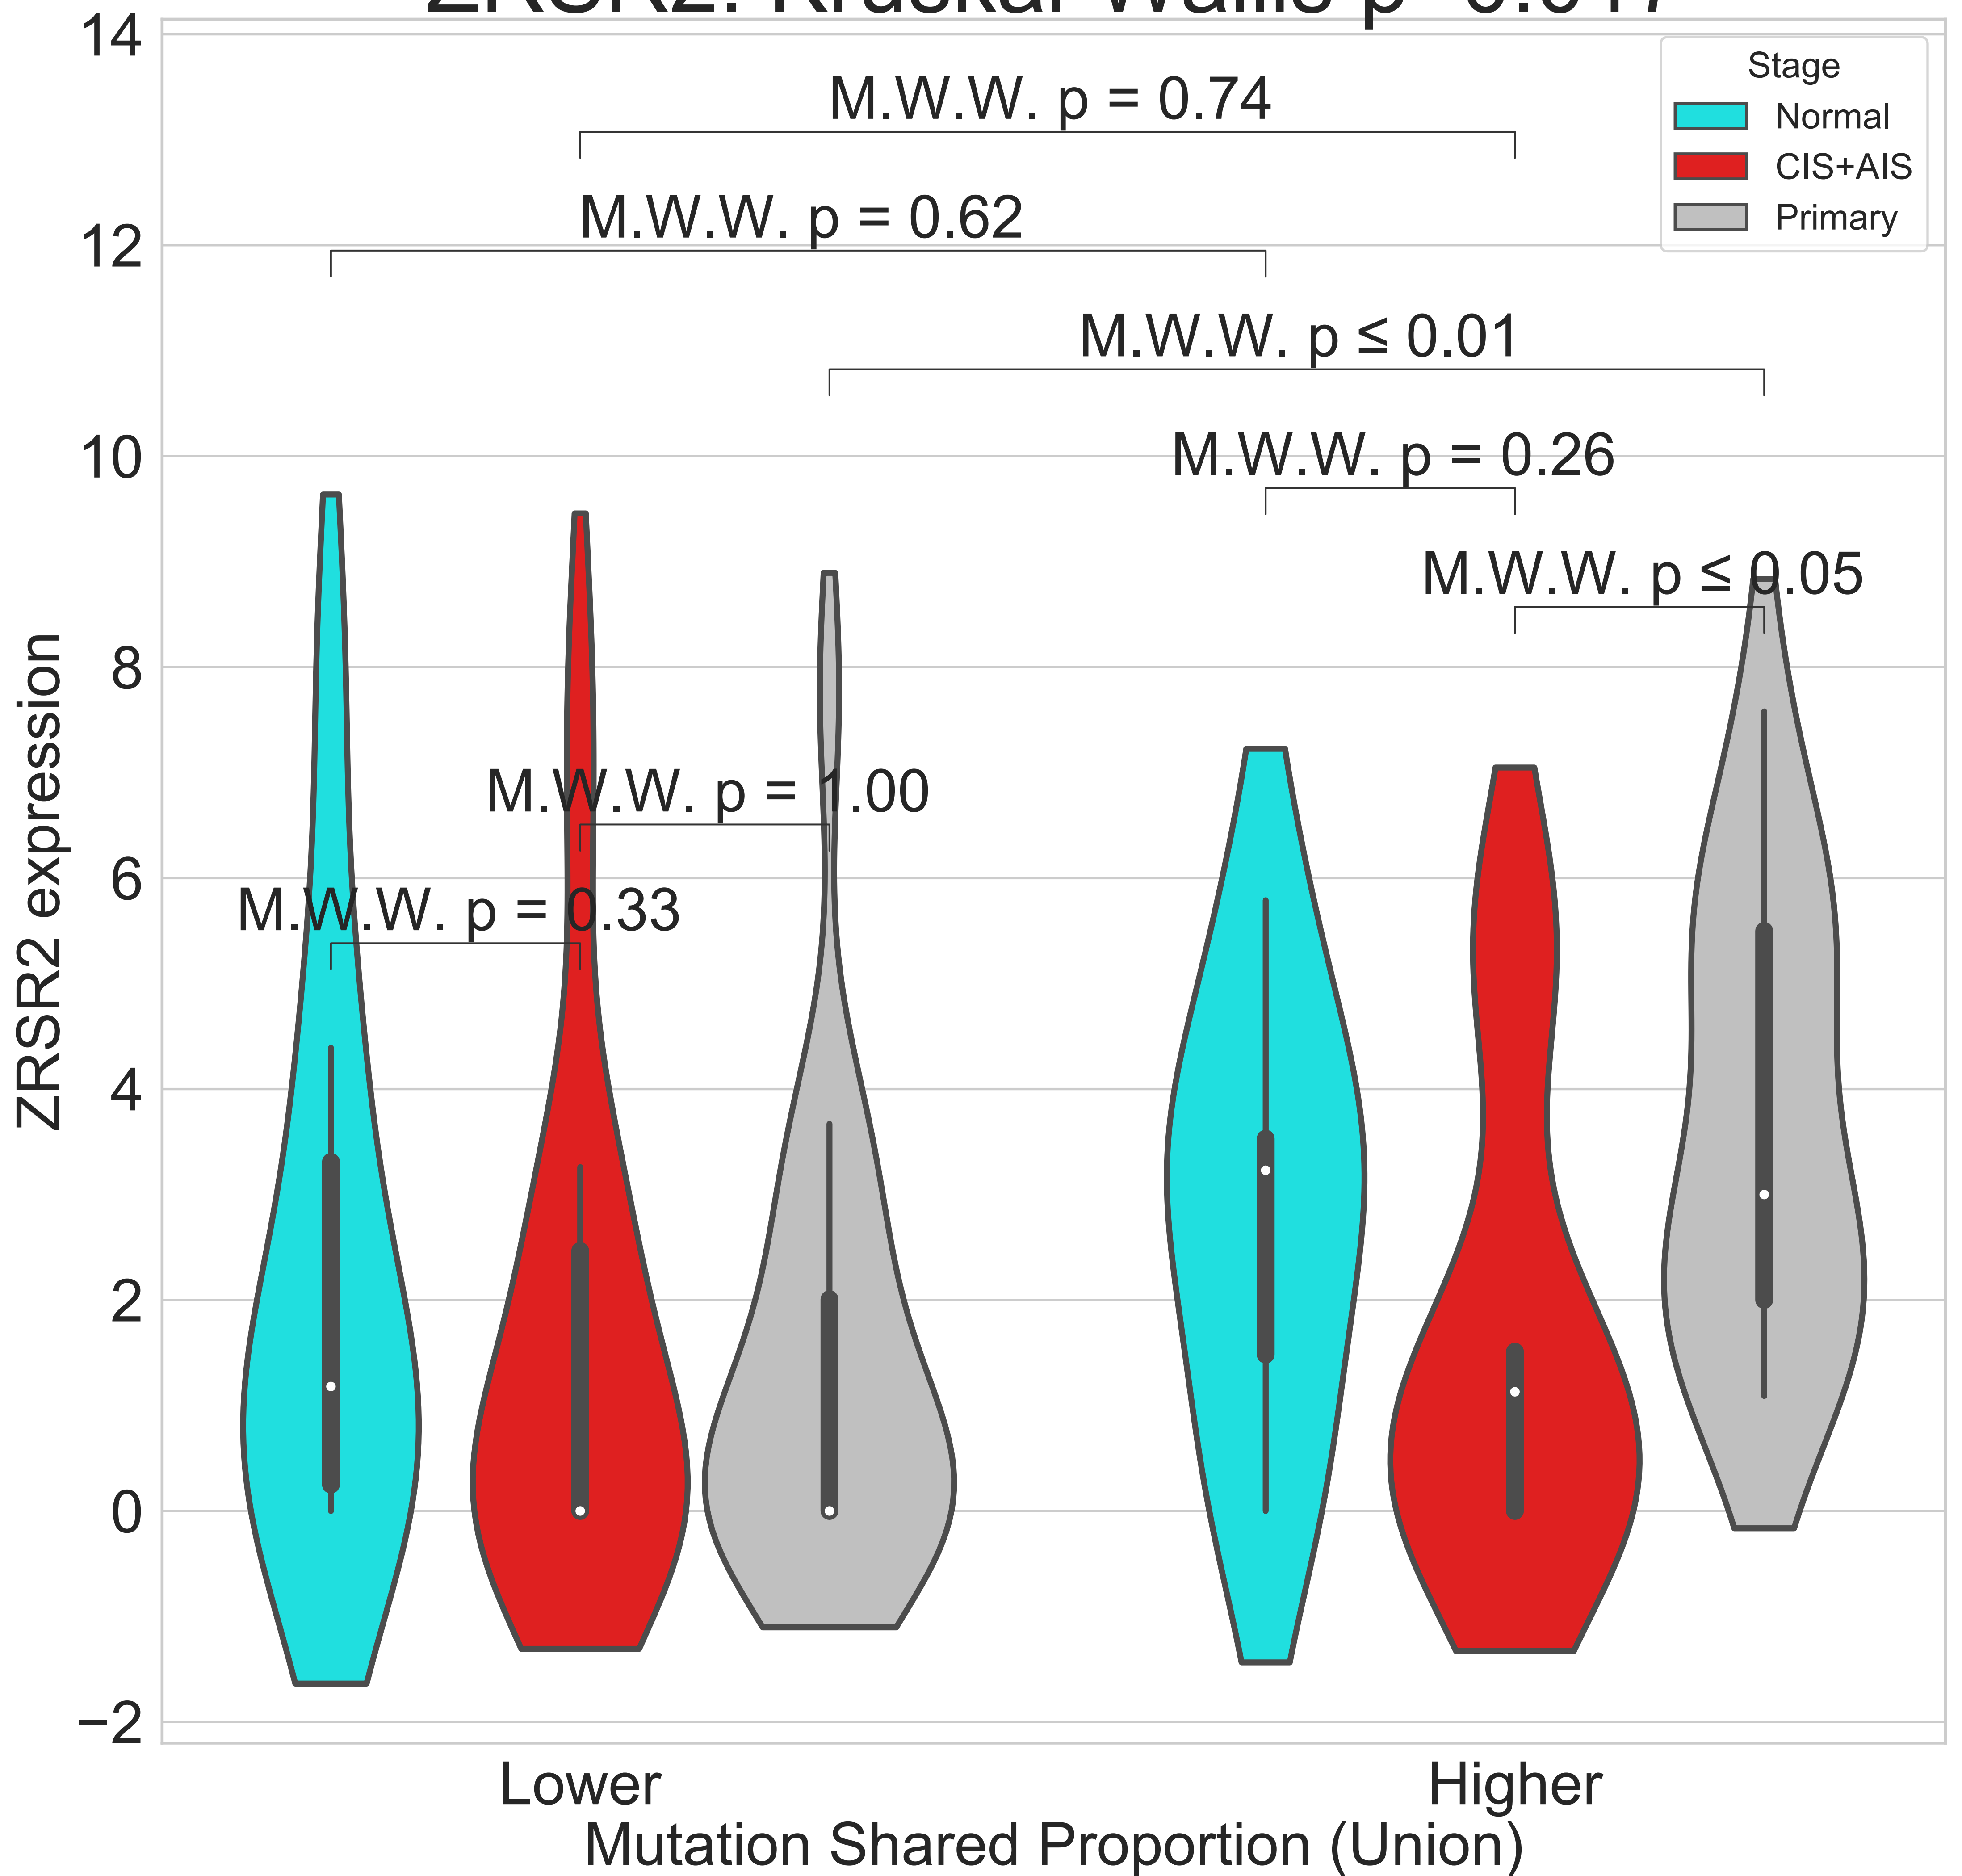 14
12
10
8
6
4
2
0
−2
ZRSR2 expression
M.W.W. p = 0.74
M.W.W. p = 0.62
M.W.W. p ≤ 0.01
M.W.W. p = 0.26
M.W.W. p ≤ 0.05
M.W.W. p = 1.00
M.W.W. p = 0.33
Stage
Normal
CIS+AIS
Primary
Lower
Higher
Mutation Shared Proportion (Union)